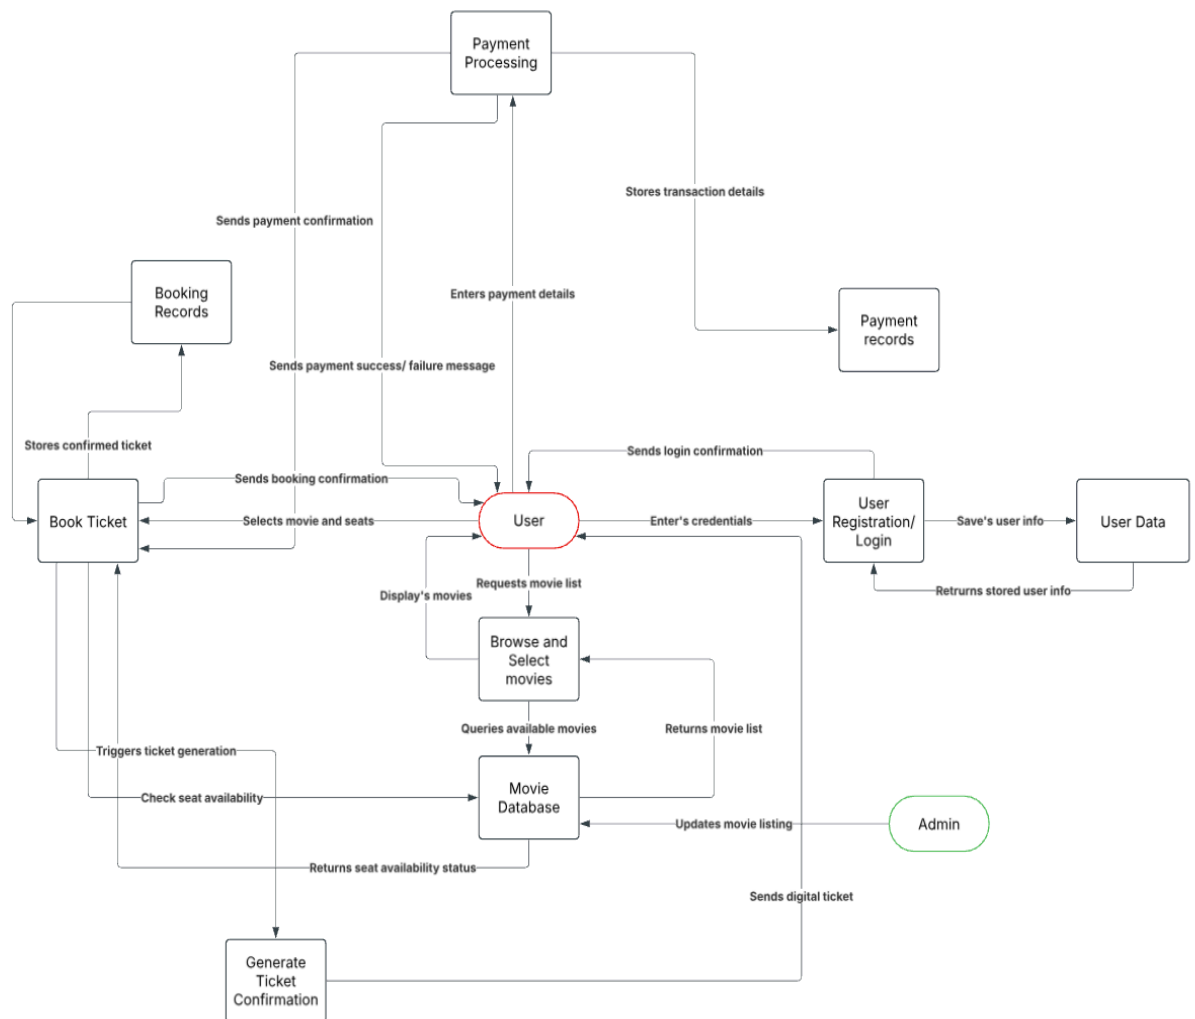 Payment
Processing
Stores transaction details
Sends payment confirmation
Booking
Records
Enters payment details
Payment
records
Sends payment success/ failure message
Stores confirmed ticket
Sends login confirmation
Sends booking confirmation
Book Ticket
Selects movie and seats
User
Enter's credentials
User
Registration/
Login
Save's user info
User Data
Requests movie list
Display's movies
Retrurns stored user info
Browse and
Select
movies
Queries available movies
Returns movie list
Triggers ticket generation
Movie
Database
Check seat availability
Updates movie listing
Admin
Returns seat availability status
Sends digital ticket
Generate
Ticket
Confirmation